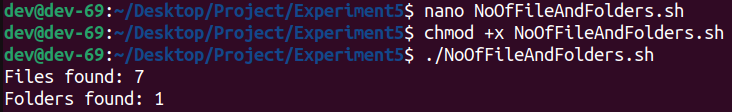 dev@dev-69:~/Desktop/Project/Experiment5$ nano NoOfFileAndFolders.sh
dev@dev-69:~/Desktop/Project/Experiment5$ chmod +x NoOfFileAndFolders.sh
dev@dev-69:~/Desktop/Project/Experiment5$ ./NoOfFileAndFolders.sh
Files found: 7
Folders found: 1